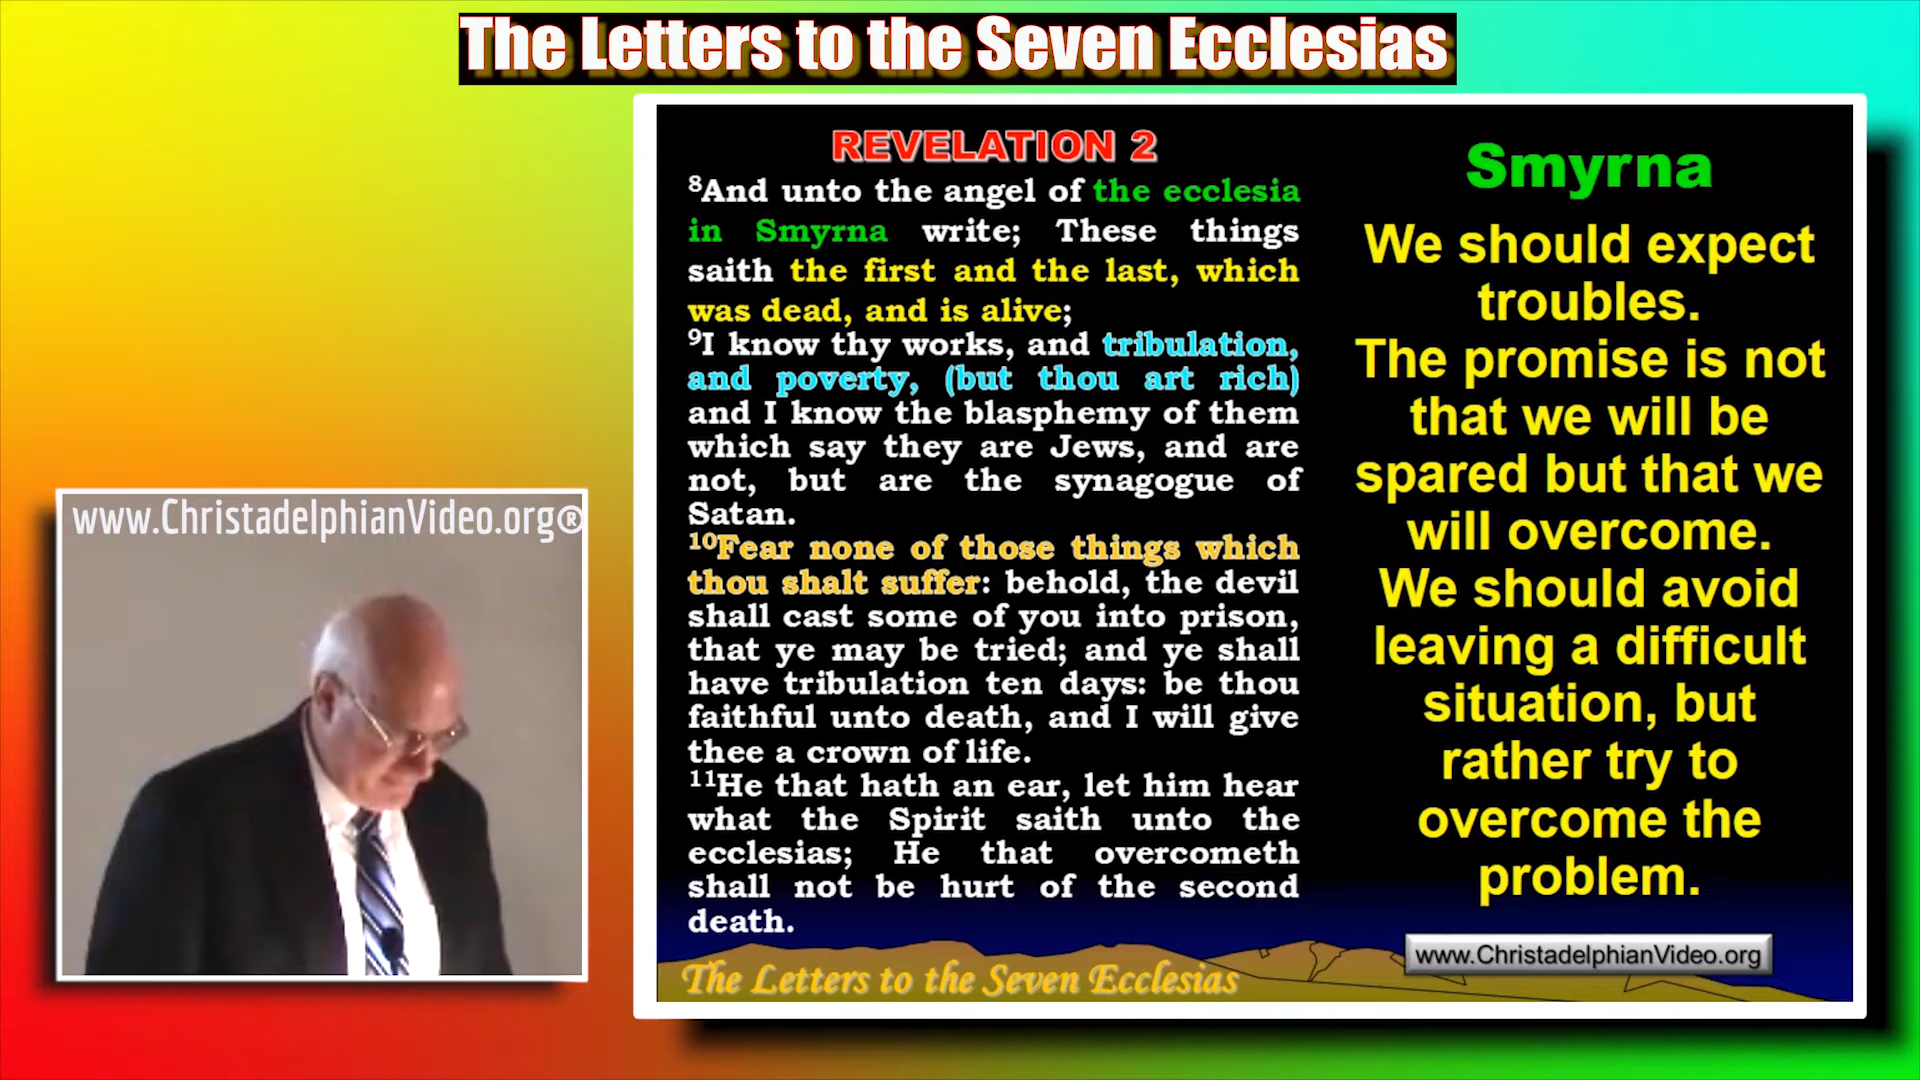 The Letters to the Seven Ecclesias
www.ChristadelphianVideo.org®
REVELATION 2
⁸And unto the angel of the ecclesia
in Smyrna write; These things
saith the first and the last, which
was dead, and is alive;
⁹I know thy works, and tribulation,
and poverty, (but thou art rich)
and I know the blasphemy of them
which say they are Jews, and are
not, but are the synagogue of
Satan.
¹⁰Fear none of those things which
thou shalt suffer: behold, the devil
shall cast some of you into prison,
that ye may be tried; and ye shall
have tribulation ten days: be thou
faithful unto death, and I will give
thee a crown of life.
¹¹He that hath an ear, let him hear
what the Spirit saith unto the
ecclesias; He that overcometh
shall not be hurt of the second
death.
The Letters to the Seven Ecclesias
Smyrna
We should expect
troubles.
The promise is not
that we will be
spared but that we
will overcome.
We should avoid
leaving a difficult
situation, but
rather try to
overcome the
problem.
www.ChristadelphianVideo.org